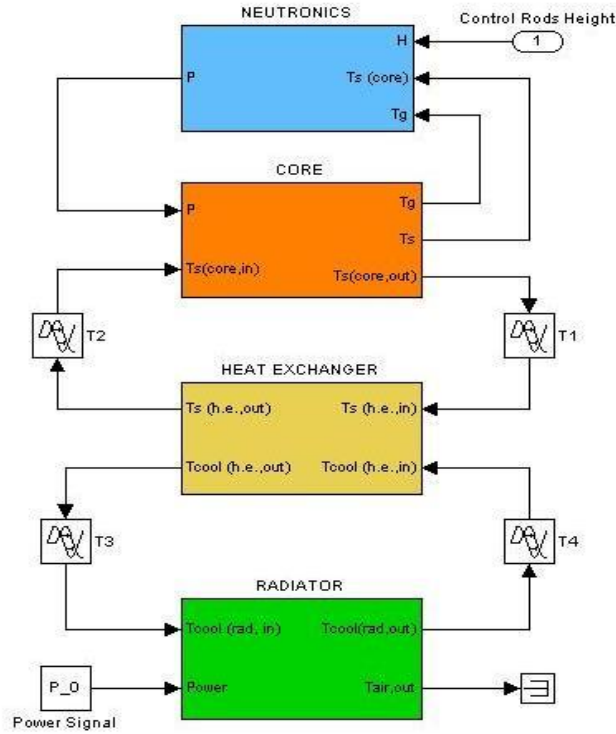 NEUTRONICS
Control Rods Height
H
1
P
Ts (core)
Tg
CORE
P
Tg
Ts
Ts(core,in)
Ts(core,out)
T2
T1
HEAT EXCHANGER
Ts (h.e.,out)
Ts (h.e.,in)
Tcool (h.e.,out)
Tcool (h.e.,in)
T3
T4
RADIATOR
Tcool (rad, in)
Tcool(rad,out)
P_0
Power
Tair,out
Power Signal